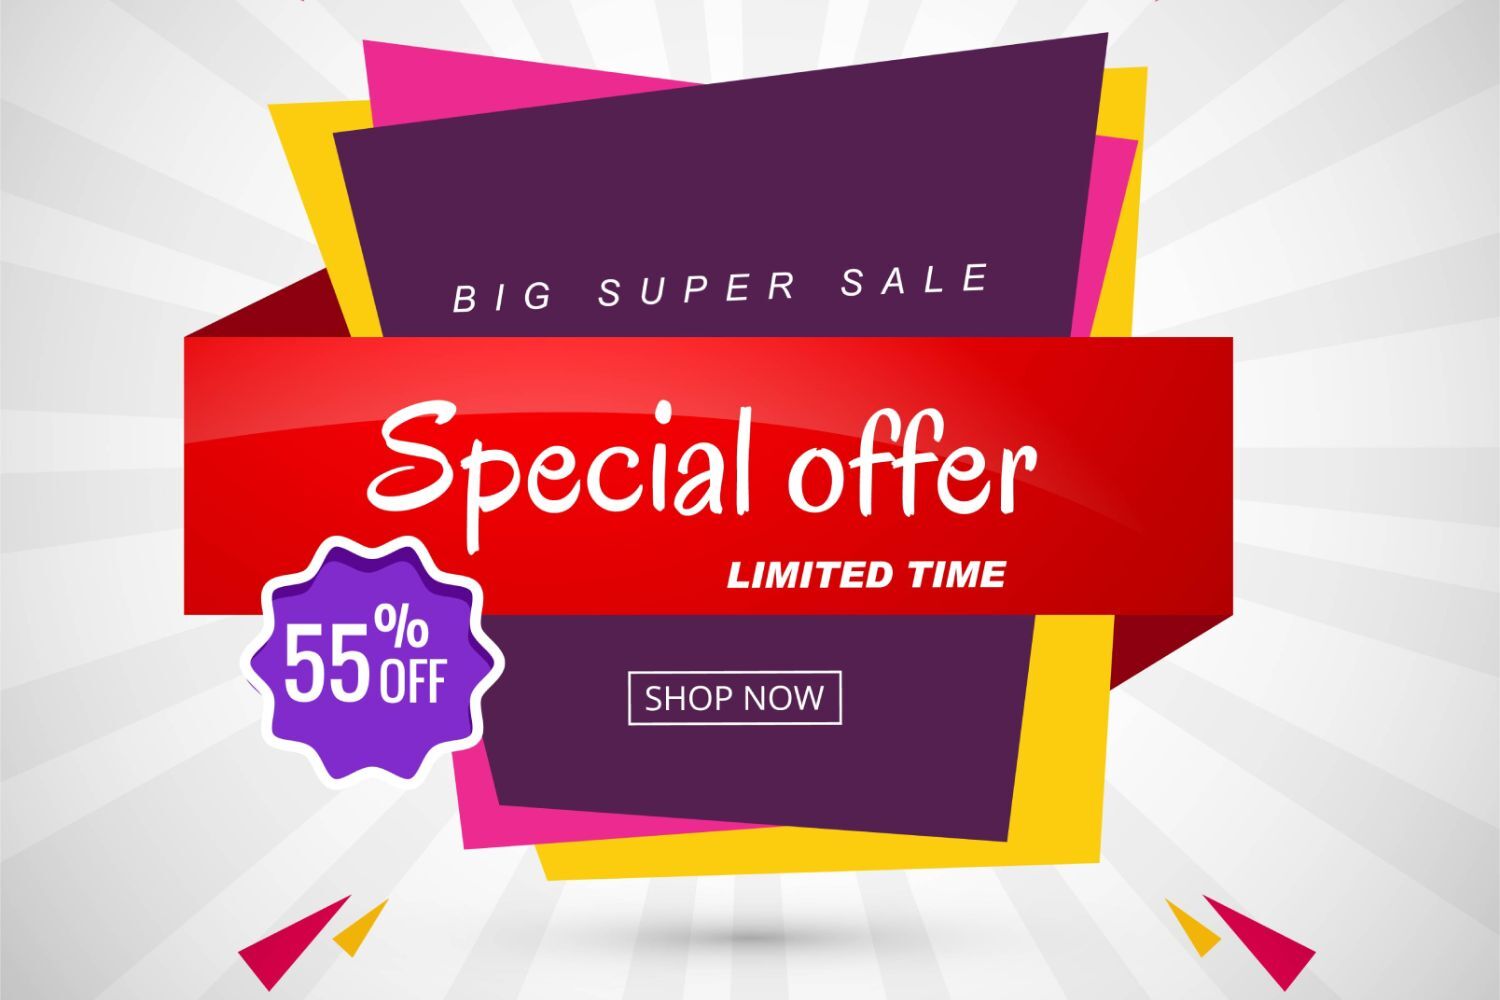 BIG SUPER SALE
Special offer
LIMITED TIME
55% OFF
SHOP NOW